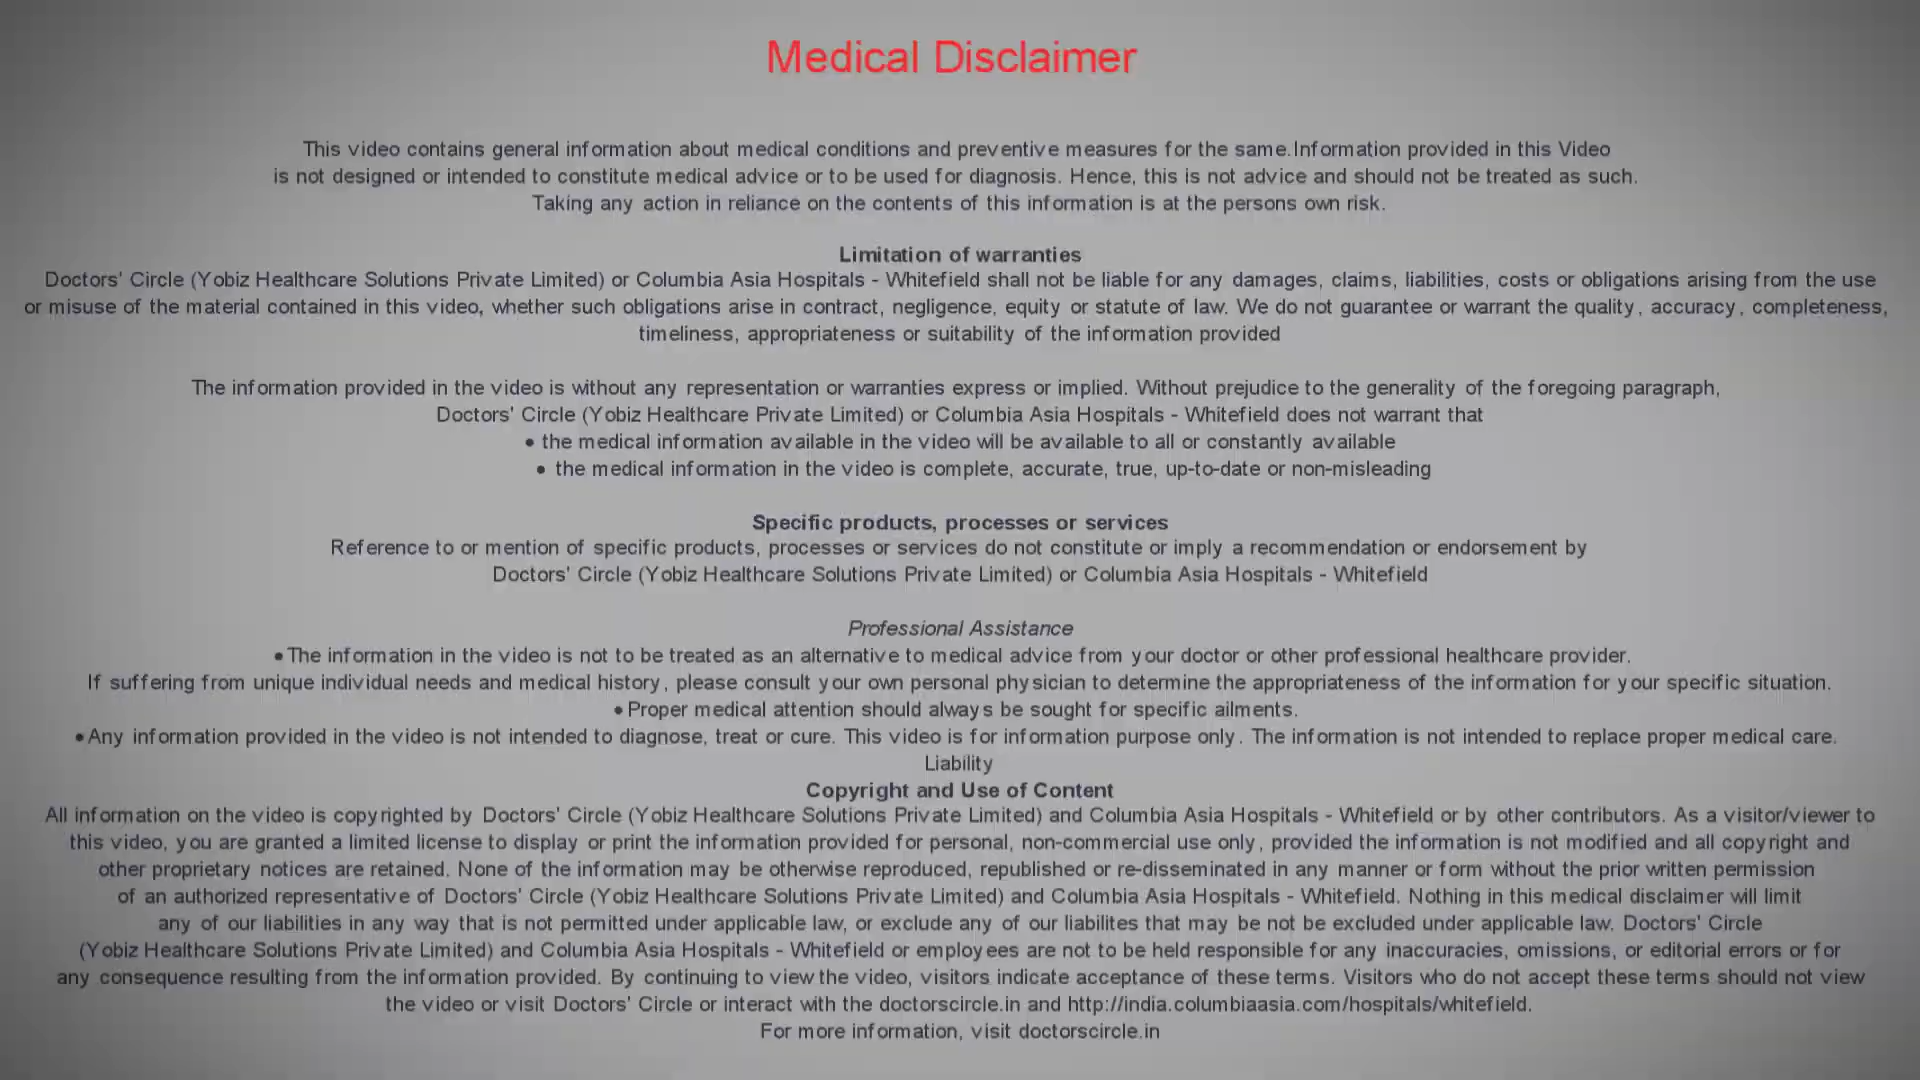 Medical Disclaimer
This video contains general information about medical conditions and preventive measures for the same.Information provided in this Video
is not designed or intended to constitute medical advice or to be used for diagnosis. Hence, this is not advice and should not be treated as such.
Taking any action in reliance on the contents of this information is at the persons own risk.
Limitation of warranties
Doctors' Circle (Yobiz Healthcare Solutions Private Limited) or Columbia Asia Hospitals - Whitefield shall not be liable for any damages, claims, liabilities, costs or obligations arising from the use
or misuse of the material contained in this video, whether such obligations arise in contract, negligence, equity or statute of law. We do not guarantee or warrant the quality, accuracy, completeness,
timeliness, appropriateness or suitability of the information provided
The information provided in the video is without any representation or warranties express or implied. Without prejudice to the generality of the foregoing paragraph,
Doctors' Circle (Yobiz Healthcare Private Limited) or Columbia Asia Hospitals - Whitefield does not warrant that
• the medical information available in the video will be available to all or constantly available
• the medical information in the video is complete, accurate, true, up-to-date or non-misleading
Specific products, processes or services
Reference to or mention of specific products, processes or services do not constitute or imply a recommendation or endorsement by
Doctors' Circle (Yobiz Healthcare Solutions Private Limited) or Columbia Asia Hospitals - Whitefield
Professional Assistance
•The information in the video is not to be treated as an alternative to medical advice from your doctor or other professional healthcare provider.
If suffering from unique individual needs and medical history, please consult your own personal physician to determine the appropriateness of the information for your specific situation.
•Proper medical attention should always be sought for specific ailments.
•Any information provided in the video is not intended to diagnose, treat or cure. This video is for information purpose only. The information is not intended to replace proper medical care.
Liability
Copyright and Use of Content
All information on the video is copyrighted by Doctors' Circle (Yobiz Healthcare Solutions Private Limited) and Columbia Asia Hospitals - Whitefield or by other contributors. As a visitor/viewer to
this video, you are granted a limited license to display or print the information provided for personal, non-commercial use only, provided the information is not modified and all copyright and
other proprietary notices are retained. None of the information may be otherwise reproduced, republished or re-disseminated in any manner or form without the prior written permission
of an authorized representative of Doctors' Circle (Yobiz Healthcare Solutions Private Limited) and Columbia Asia Hospitals - Whitefield. Nothing in this medical disclaimer will limit
any of our liabilities in any way that is not permitted under applicable law, or exclude any of our liabilites that may be not be excluded under applicable law. Doctors' Circle
(Yobiz Healthcare Solutions Private Limited) and Columbia Asia Hospitals - Whitefield or employees are not to be held responsible for any inaccuracies, omissions, or editorial errors or for
any consequence resulting from the information provided. By continuing to view the video, visitors indicate acceptance of these terms. Visitors who do not accept these terms should not view
the video or visit Doctors' Circle or interact with the doctorscircle.in and http://india.columbiaasia.com/hospitals/whitefield.
For more information, visit doctorscircle.in